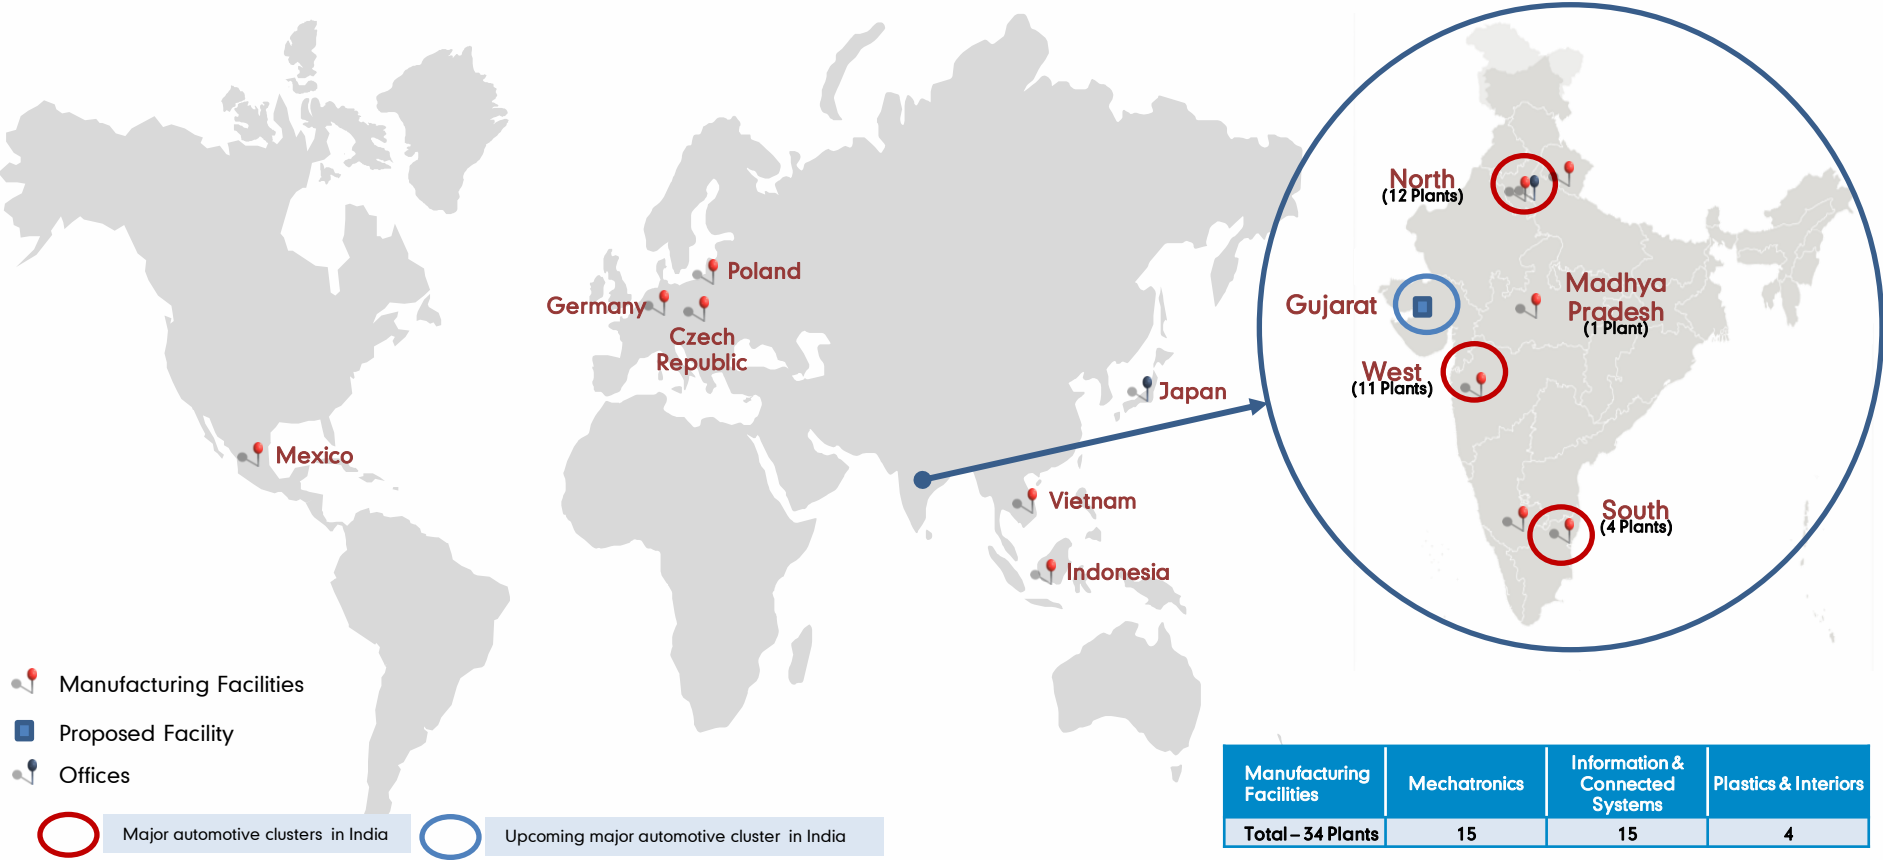 North
(12 Plants)
Poland
Germany
Czech
Republic
Madhya
Pradesh
(1 Plant)
Gujarat
West
(11 Plants)
Japan
Mexico
Vietnam
South
(4 Plants)
Indonesia
Manufacturing Facilities
Proposed Facility
Offices
Major automotive clusters in India
Upcoming major automotive cluster in India
Manufacturing
Facilities
Mechatronics
Information &
Connected
Systems
Plastics & Interiors
Total – 34 Plants
15
15
4